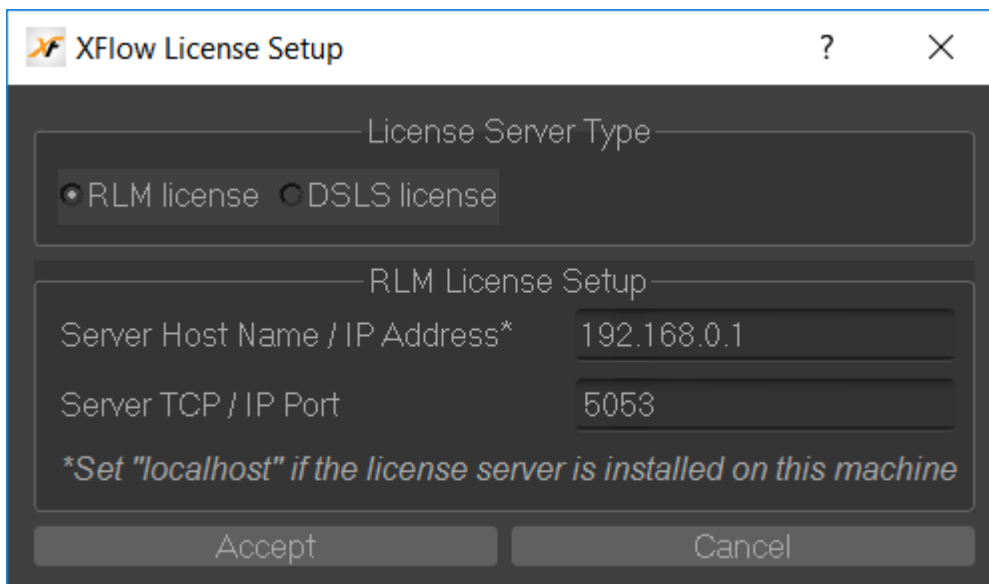 XF XFlow License Setup ? ×
License Server Type
RLM license DSLS license
RLM License Setup
Server Host Name / IP Address* 192.168.0.1
Server TCP / IP Port 5053
*Set "localhost" if the license server is installed on this machine
Accept Cancel